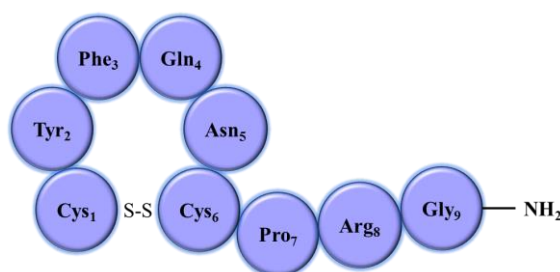 Phe₃ Gln₄
Tyr₂ Asn₅
Cys₁ S-S Cys₆ Pro₇ Arg₈ Gly₉ NH₂